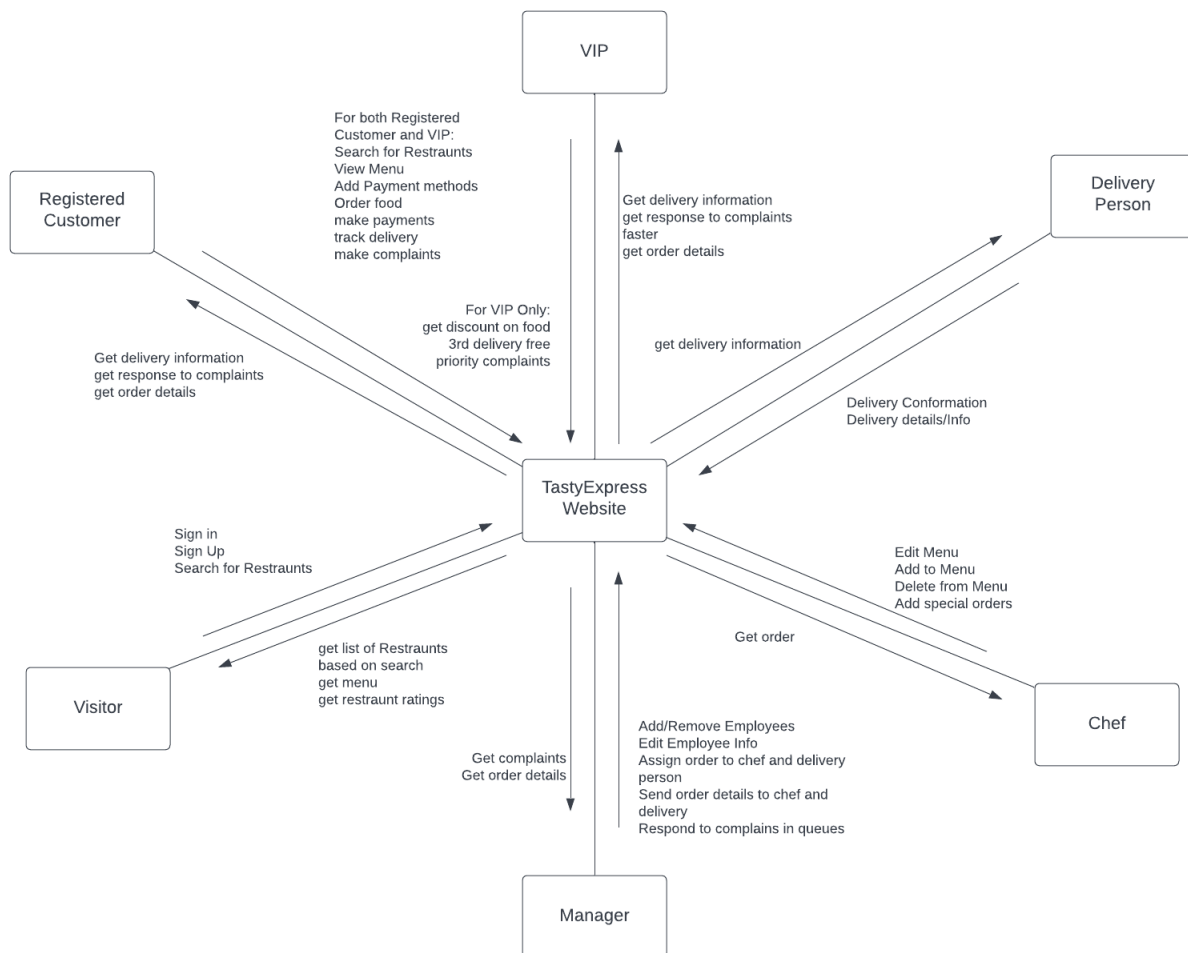 VIP
For both Registered
Customer and VIP:
Search for Restraunts
View Menu
Add Payment methods
Order food
make payments
track delivery
make complaints
Registered
Customer
Delivery
Person
Get delivery information
get response to complaints
faster
get order details
For VIP Only:
get discount on food
3rd delivery free
priority complaints
get delivery information
Get delivery information
get response to complaints
get order details
Delivery Conformation
Delivery details/Info
TastyExpress
Website
Sign in
Sign Up
Search for Restraunts
Edit Menu
Add to Menu
Delete from Menu
Add special orders
Get order
get list of Restraunts
based on search
get menu
get restraunt ratings
Visitor
Chef
Get complaints
Get order details
Add/Remove Employees
Edit Employee Info
Assign order to chef and delivery
person
Send order details to chef and
delivery
Respond to complains in queues
Manager